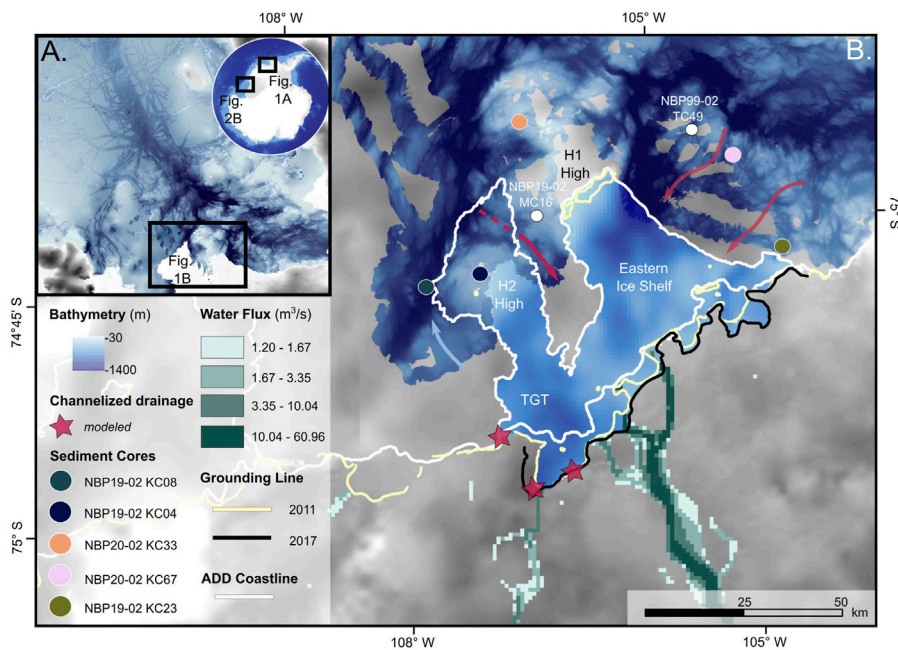 108° W
105° W
A.
Fig.
1A
Fig.
2B
Fig.
1B
B.
NBP99-02
TC49
H1
High
NBP19-02
MC16
75°
S
Eastern
Ice Shelf
H2
High
TGT
74°45'
S
75° S
Bathymetry (m)
-30
-1400
Channelized drainage
modeled
Sediment Cores
NBP19-02 KC08
NBP19-02 KC04
NBP20-02 KC33
NBP20-02 KC67
NBP19-02 KC23
Water Flux (m³/s)
1.20 - 1.67
1.67 - 3.35
3.35 - 10.04
10.04 - 60.96
Grounding Line
2011
2017
ADD Coastline
25
50
km
108° W
105° W